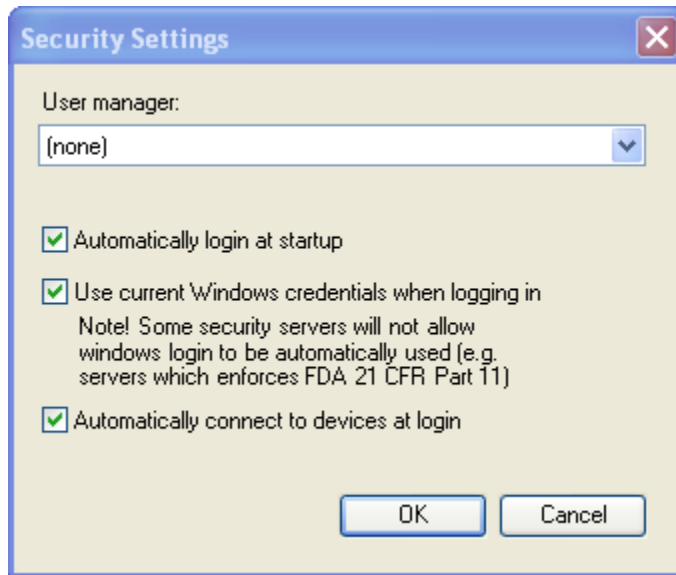 Security Settings
User manager:
(none)
Automatically login at startup
Use current Windows credentials when logging in
Note! Some security servers will not allow
windows login to be automatically used (e.g.
servers which enforces FDA 21 CFR Part 11)
Automatically connect to devices at login
OK
Cancel